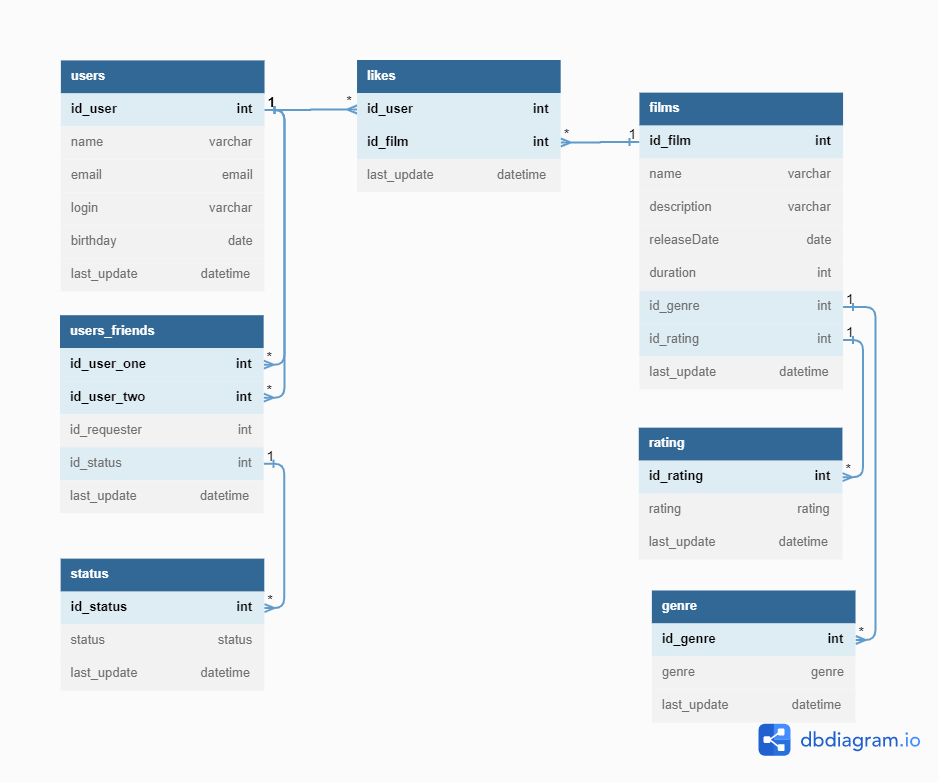 users
id_user int 1
name varchar
email email
login varchar
birthday date
last_update datetime
users_friends
id_user_one int *
id_user_two int *
id_requester int
id_status int 1
last_update datetime
status
id_status int *
status status
last_update datetime
likes
* id_user int
id_film int *
last_update datetime
films
1 id_film int
name varchar
description varchar
releaseDate date
duration int
id_genre int 1
id_rating int 1
last_update datetime
rating
id_rating int *
rating rating
last_update datetime
genre
id_genre int *
genre genre
last_update datetime
dbdiagram.io